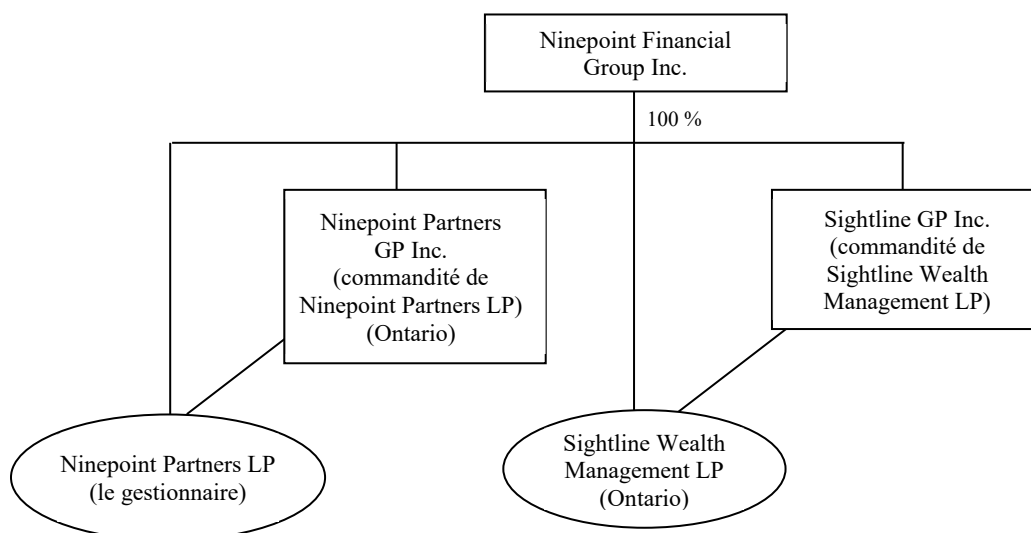 Ninepoint Financial
Group Inc.
100 %
Ninepoint Partners
GP Inc.
(commandité de
Ninepoint Partners LP)
(Ontario)
Sightline GP Inc.
(commandité de
Sightline Wealth
Management LP)
Ninepoint Partners LP
(le gestionnaire)
Sightline Wealth
Management LP
(Ontario)